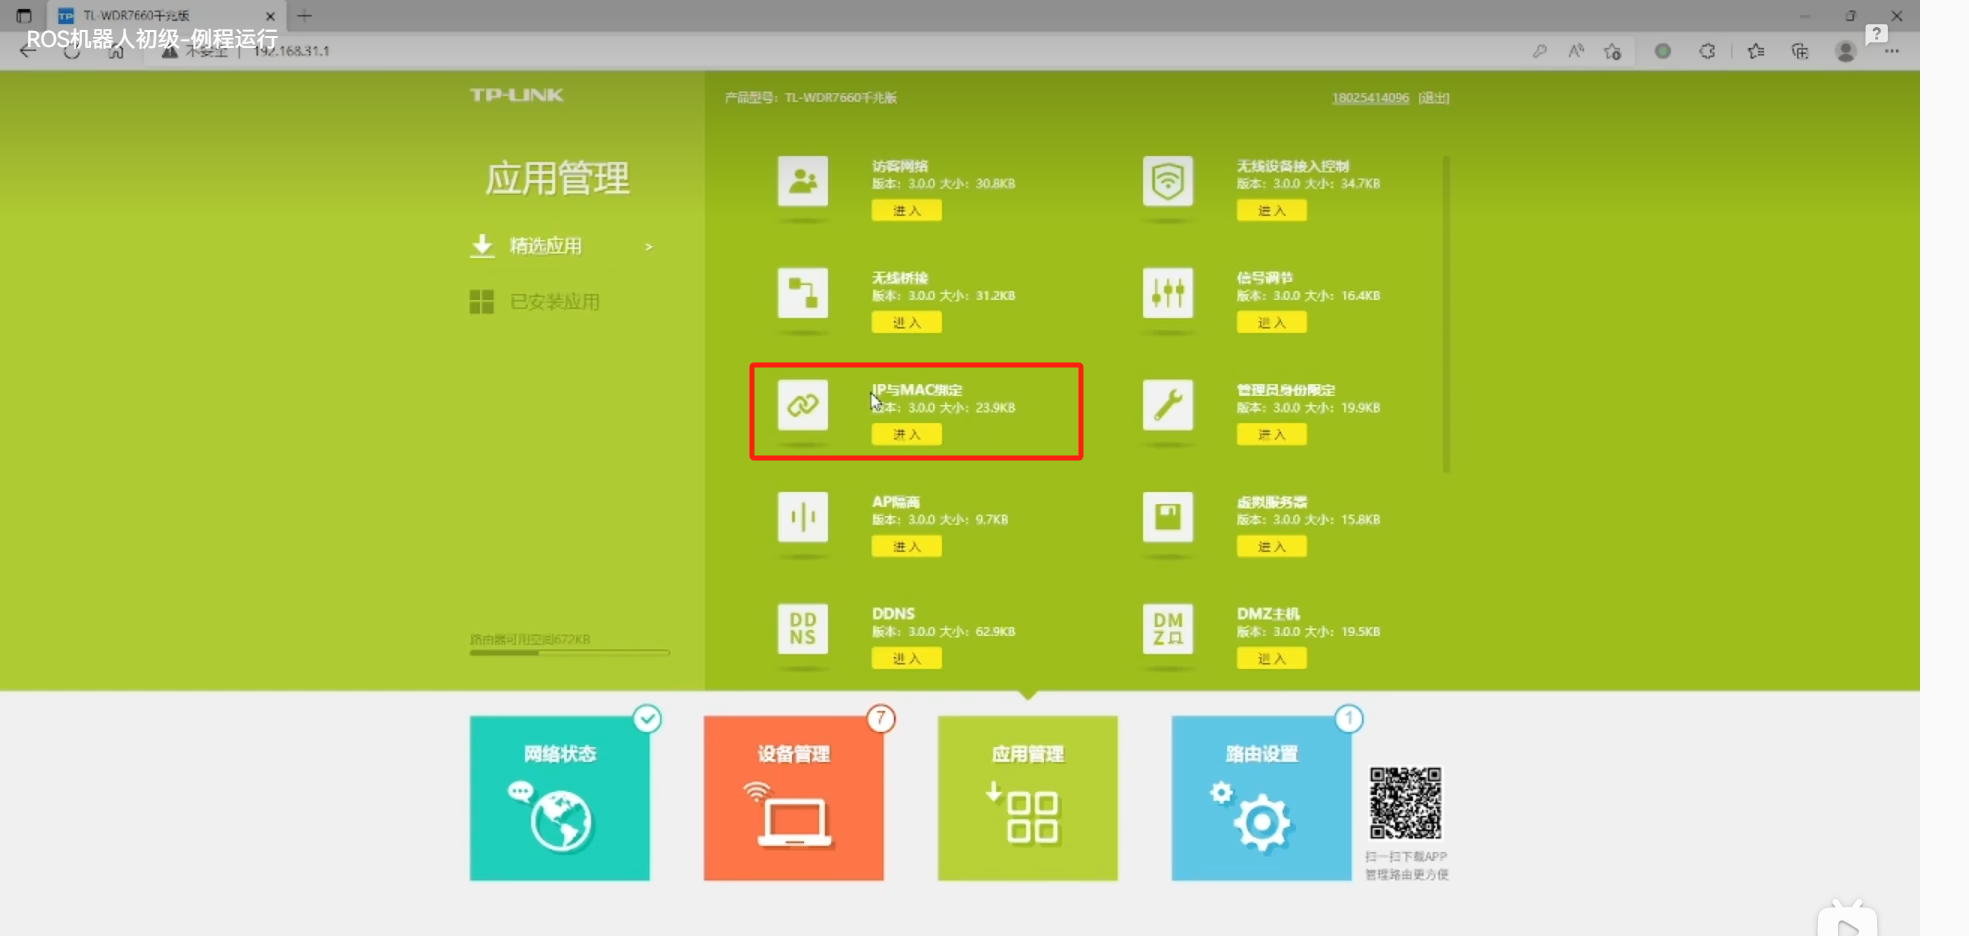 TL-WDR7660千兆版
ROS机器人初级-例程运行
不安全 | 192.168.31.1
TP-LINK
产品型号：TL-WDR7660千兆版
18025414096 [退出]
应用管理
精选应用 >
已安装应用
路由器可用空间672KB
访客网络
版本：3.0.0 大小：30.8KB
进入
无线设备接入控制
版本：3.0.0 大小：34.7KB
进入
无线桥接
版本：3.0.0 大小：31.2KB
进入
信号调节
版本：3.0.0 大小：16.4KB
进入
IP与MAC绑定
版本：3.0.0 大小：23.9KB
进入
管理员身份限定
版本：3.0.0 大小：19.9KB
进入
AP隔离
版本：3.0.0 大小：9.7KB
进入
虚拟服务器
版本：3.0.0 大小：15.8KB
进入
DD
NS
DDNS
版本：3.0.0 大小：62.9KB
进入
DM
Z
DMZ主机
版本：3.0.0 大小：19.5KB
进入
网络状态
设备管理
7
应用管理
路由设置
1
扫一扫下载APP
管理路由更方便